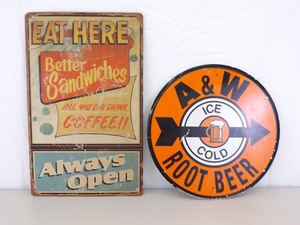 EAT HERE
Better
Sandwiches
ALL YOU CAN DRINK
COFFEE!!
Always
Open
A&W
ICE
COLD
ROOT BEER